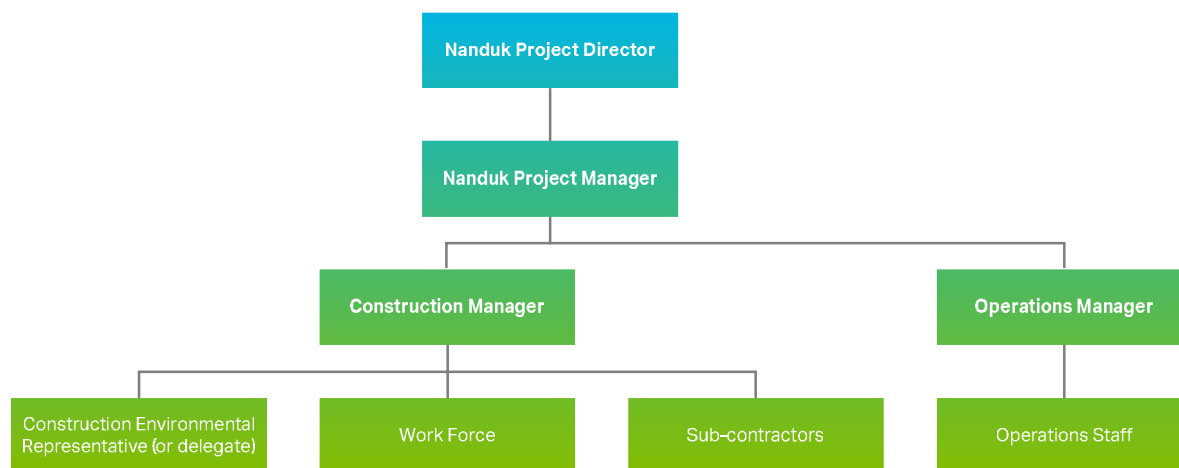 Nanduk Project Director
Nanduk Project Manager
Construction Manager
Operations Manager
Construction Environmental
Representative (or delegate)
Work Force
Sub-contractors
Operations Staff